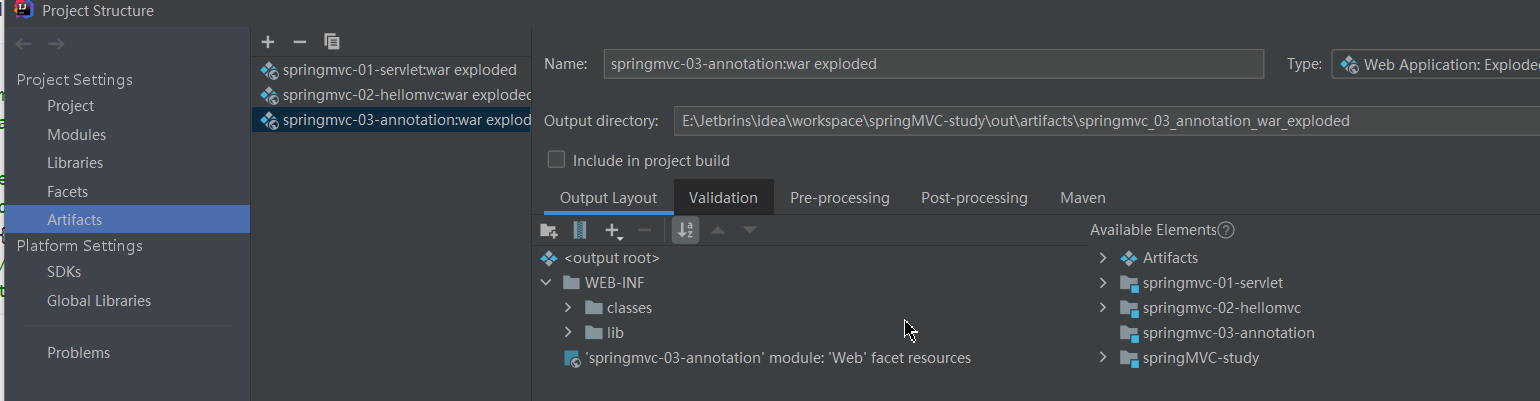 Project Structure
Project Settings
Project
Modules
Libraries
Facets
Artifacts
Platform Settings
SDKs
Global Libraries
Problems
springmvc-01-servlet:war exploded
springmvc-02-hellomvc:war exploded
springmvc-03-annotation:war explod
Name: springmvc-03-annotation:war exploded Type: Web Application: Explode
Output directory: E:\Jetbrins\idea\workspace\springMVC-study\out\artifacts\springmvc_03_annotation_war_exploded
Include in project build
Output Layout Validation Pre-processing Post-processing Maven
Available Elements
<output root>
WEB-INF
classes
lib
'springmvc-03-annotation' module: 'Web' facet resources
Artifacts
springmvc-01-servlet
springmvc-02-hellomvc
springmvc-03-annotation
springMVC-study